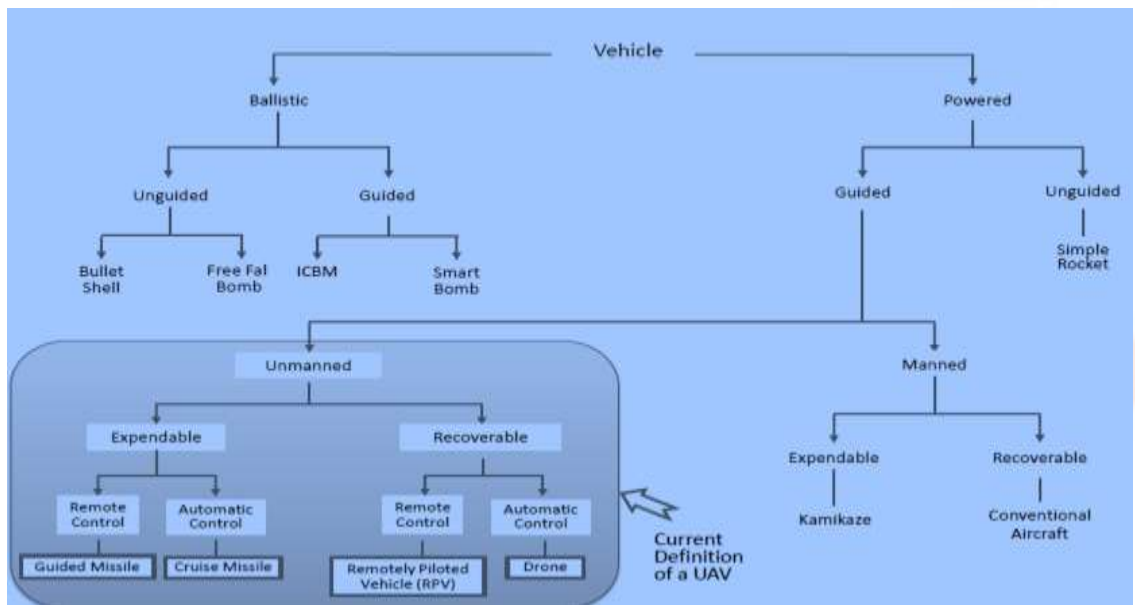 Vehicle
Ballistic
Powered
Unguided
Guided
Guided
Unguided
Bullet
Shell
Free Fal
Bomb
ICBM
Smart
Bomb
Simple
Rocket
Unmanned
Manned
Expendable
Recoverable
Expendable
Recoverable
Remote
Control
Automatic
Control
Remote
Control
Automatic
Control
Kamikaze
Conventional
Aircraft
Guided Missile
Cruise Missile
Remotely Piloted
Vehicle (RPV)
Drone
Current
Definition
of a UAV